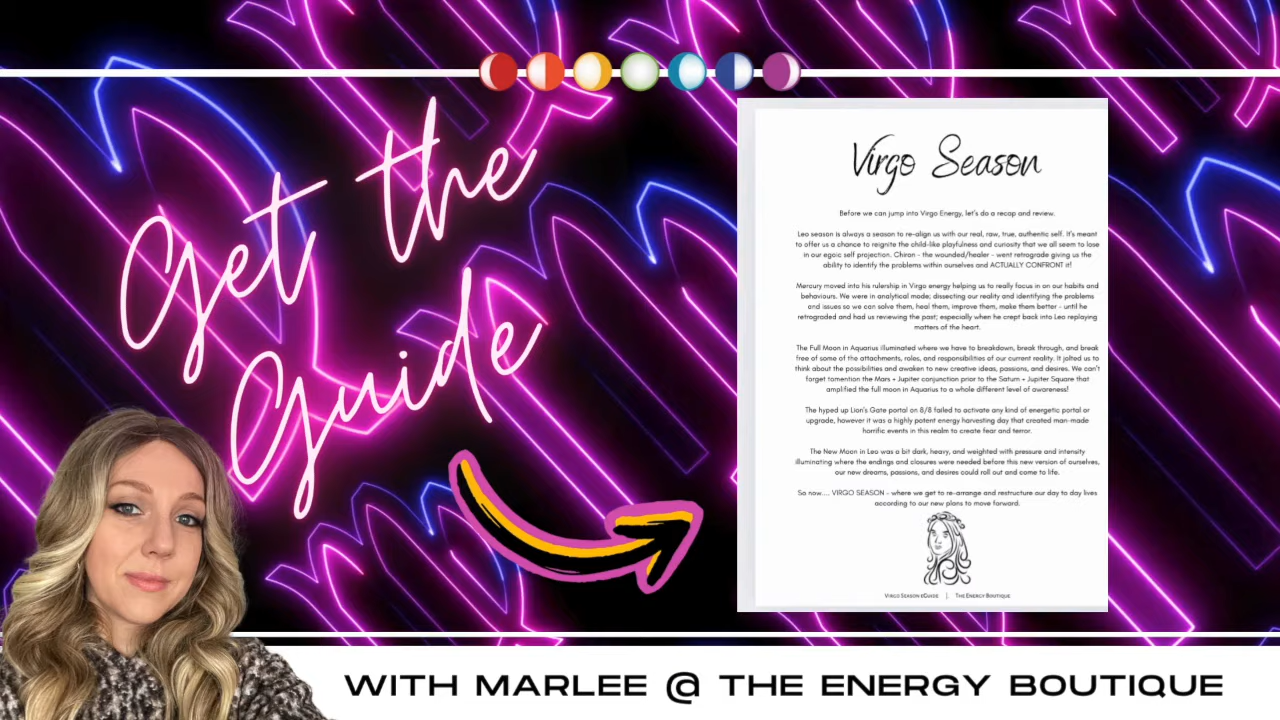 Get the
Guide
Virgo Season
Before we can jump into Virgo Energy, let's do a recap and review.
Leo season is always a season to re-align us with our real, raw, true, authentic self. It's meant
to offer us a chance to reignite the child-like playfulness and curiosity that we all seem to lose
in our egoic self projection. Chiron - the wounded/healer - went retrograde giving us the
ability to identify the problems within ourselves and ACTUALLY CONFRONT it!
Mercury moved into his rulership in Virgo energy helping us to really focus in on our habits and
behaviours. We were in analytical mode; dissecting our reality and identifying the problems
and issues so we can solve them, heal them, improve them, make them better - until he
retrograded and had us reviewing the past; especially when he crept back into Leo replaying
matters of the heart.
The Full Moon in Aquarius illuminated where we have to breakdown, break through, and break
free of some of the attachments, roles, and responsibilities of our current reality. It jolted us to
think about the possibilities and awaken to new creative ideas, passions, and desires. We can't
forget tomention the Mars + Jupiter conjunction prior to the Saturn + Jupiter Square that
amplified the full moon in Aquarius to a whole different level of awareness!
The hyped up Lion's Gate portal on 8/8 failed to activate any kind of energetic portal or
upgrade, however it was a highly potent energy harvesting day that created man-made
horrific events in this realm to create fear and terror.
The New Moon in Leo was a bit dark, heavy, and weighted with pressure and intensity
illuminating where the endings and closures were needed before this new version of ourselves,
our new dreams, passions, and desires could roll out and come to life.
So now.... VIRGO SEASON - where we get to re-arrange and restructure our day to day lives
according to our new plans to move forward.
Virgo Season eGuide | The Energy Boutique
WITH MARLEE @ THE ENERGY BOUTIQUE